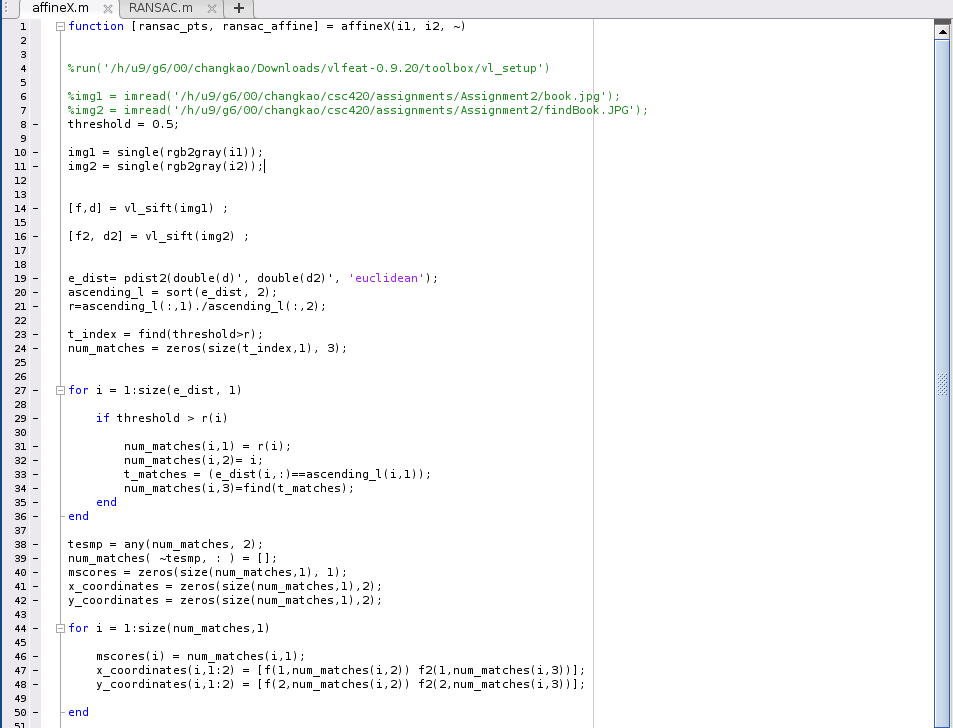 affineX.m RANSAC.m
1 function [ransac_pts, ransac_affine] = affineX(i1, i2, ~)
2
3
4 %run('/h/u9/g6/00/changkao/Downloads/vlfeat-0.9.20/toolbox/vl_setup')
5
6 %img1 = imread('/h/u9/g6/00/changkao/csc420/assignments/Assignment2/book.jpg');
7 %img2 = imread('/h/u9/g6/00/changkao/csc420/assignments/Assignment2/findBook.JPG');
8 threshold = 0.5;
9
10 img1 = single(rgb2gray(i1));
11 img2 = single(rgb2gray(i2));
12
13
14 [f,d] = vl_sift(img1) ;
15
16 [f2, d2] = vl_sift(img2) ;
17
18
19 e_dist= pdist2(double(d)', double(d2)', 'euclidean');
20 ascending_l = sort(e_dist, 2);
21 r=ascending_l(:,1)./ascending_l(:,2);
22
23 t_index = find(threshold>r);
24 num_matches = zeros(size(t_index,1), 3);
25
26
27 for i = 1:size(e_dist, 1)
28
29 if threshold > r(i)
30
31 num_matches(i,1) = r(i);
32 num_matches(i,2)= i;
33 t_matches = (e_dist(i,:)==ascending_l(i,1));
34 num_matches(i,3)=find(t_matches);
35 end
36 end
37
38 tesmp = any(num_matches, 2);
39 num_matches( ~tesmp, : ) = [];
40 mscores = zeros(size(num_matches,1), 1);
41 x_coordinates = zeros(size(num_matches,1),2);
42 y_coordinates = zeros(size(num_matches,1),2);
43
44 for i = 1:size(num_matches,1)
45
46 mscores(i) = num_matches(i,1);
47 x_coordinates(i,1:2) = [f(1,num_matches(i,2)) f2(1,num_matches(i,3))];
48 y_coordinates(i,1:2) = [f(2,num_matches(i,2)) f2(2,num_matches(i,3))];
49
50 end
51